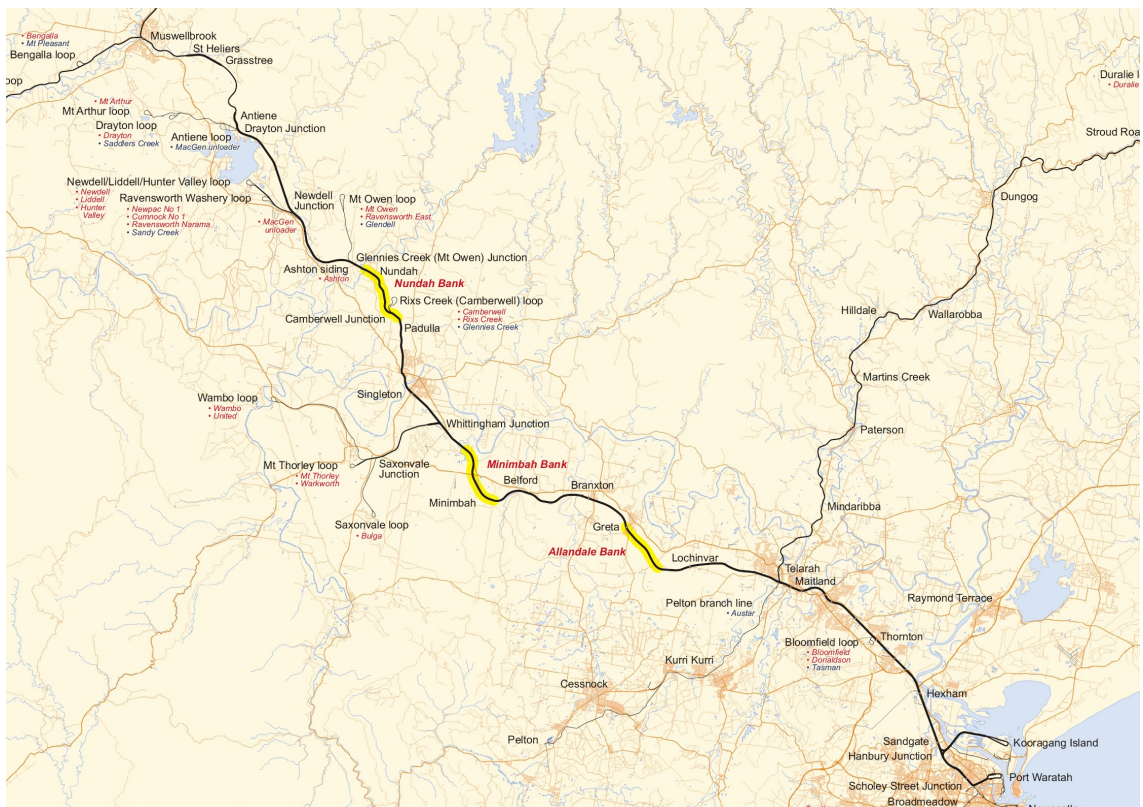 • Bengalla
• Mt Pleasant
Bengalla loop
oop
Muswellbrook
St Heliers
Grasstree
• Mt Arthur
Mt Arthur loop
Drayton loop
• Drayton
• Saddlers Creek
Antiene
Drayton Junction
Antiene loop
• MacGen unloader
Duralie l
• Duralie
Stroud Roa
Dungog
Newdell/Liddell/Hunter Valley loop
• Newdell
• Liddell
• Hunter
Valley
Ravensworth Washery loop
• Newpac No 1
• Cumnock No 1
• Ravensworth Narama
• Sandy Creek
Newdell
Junction
• MacGen
unloader
Mt Owen loop
• Mt Owen
• Ravensworth East
• Glendell
Glennies Creek (Mt Owen) Junction
Ashton siding
• Ashton
Nundah
Nundah Bank
Rixs Creek (Camberwell) loop
• Camberwell
• Rixs Creek
• Glennies Creek
Camberwell Junction
Padulla
Hilldale
Wallarobba
Martins Creek
Paterson
Singleton
Wambo loop
• Wambo
• United
Whittingham Junction
Mt Thorley loop
• Mt Thorley
• Warkworth
Saxonvale
Junction
Minimbah Bank
Belford
Minimbah
Branxton
Saxonvale loop
• Bulga
Greta
Allandale Bank
Lochinvar
Mindaribba
Telarah
Maitland
Raymond Terrace
Pelton branch line
• Austar
Thornton
Bloomfield loop
• Bloomfield
• Donaldson
• Tasman
Kurri Kurri
Cessnock
Pelton
Hexham
Sandgate
Hanbury Junction
Kooragang Island
Port Waratah
Scholey Street Junction
Broadmeadow